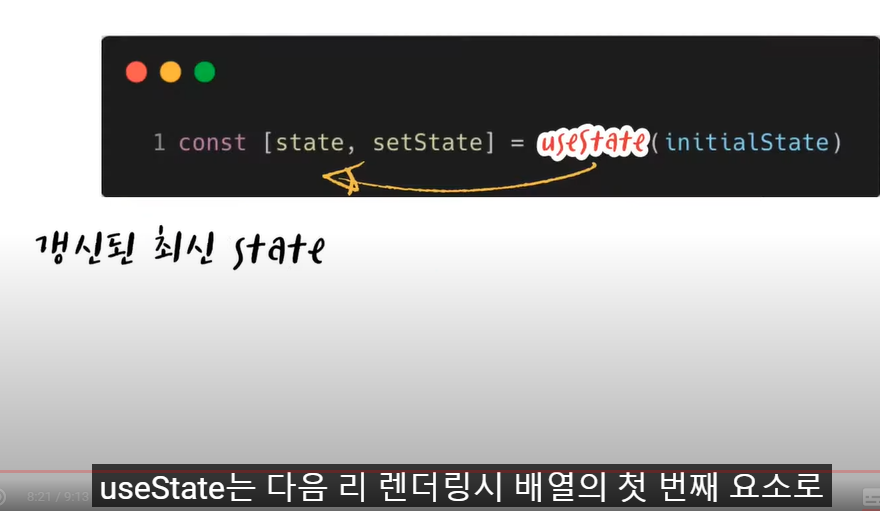 1 const [state, setState] = useState(initialState)
갱신된 최신 state
8:21 / 9:13
useState는 다음 리 렌더링시 배열의 첫 번째 요소로